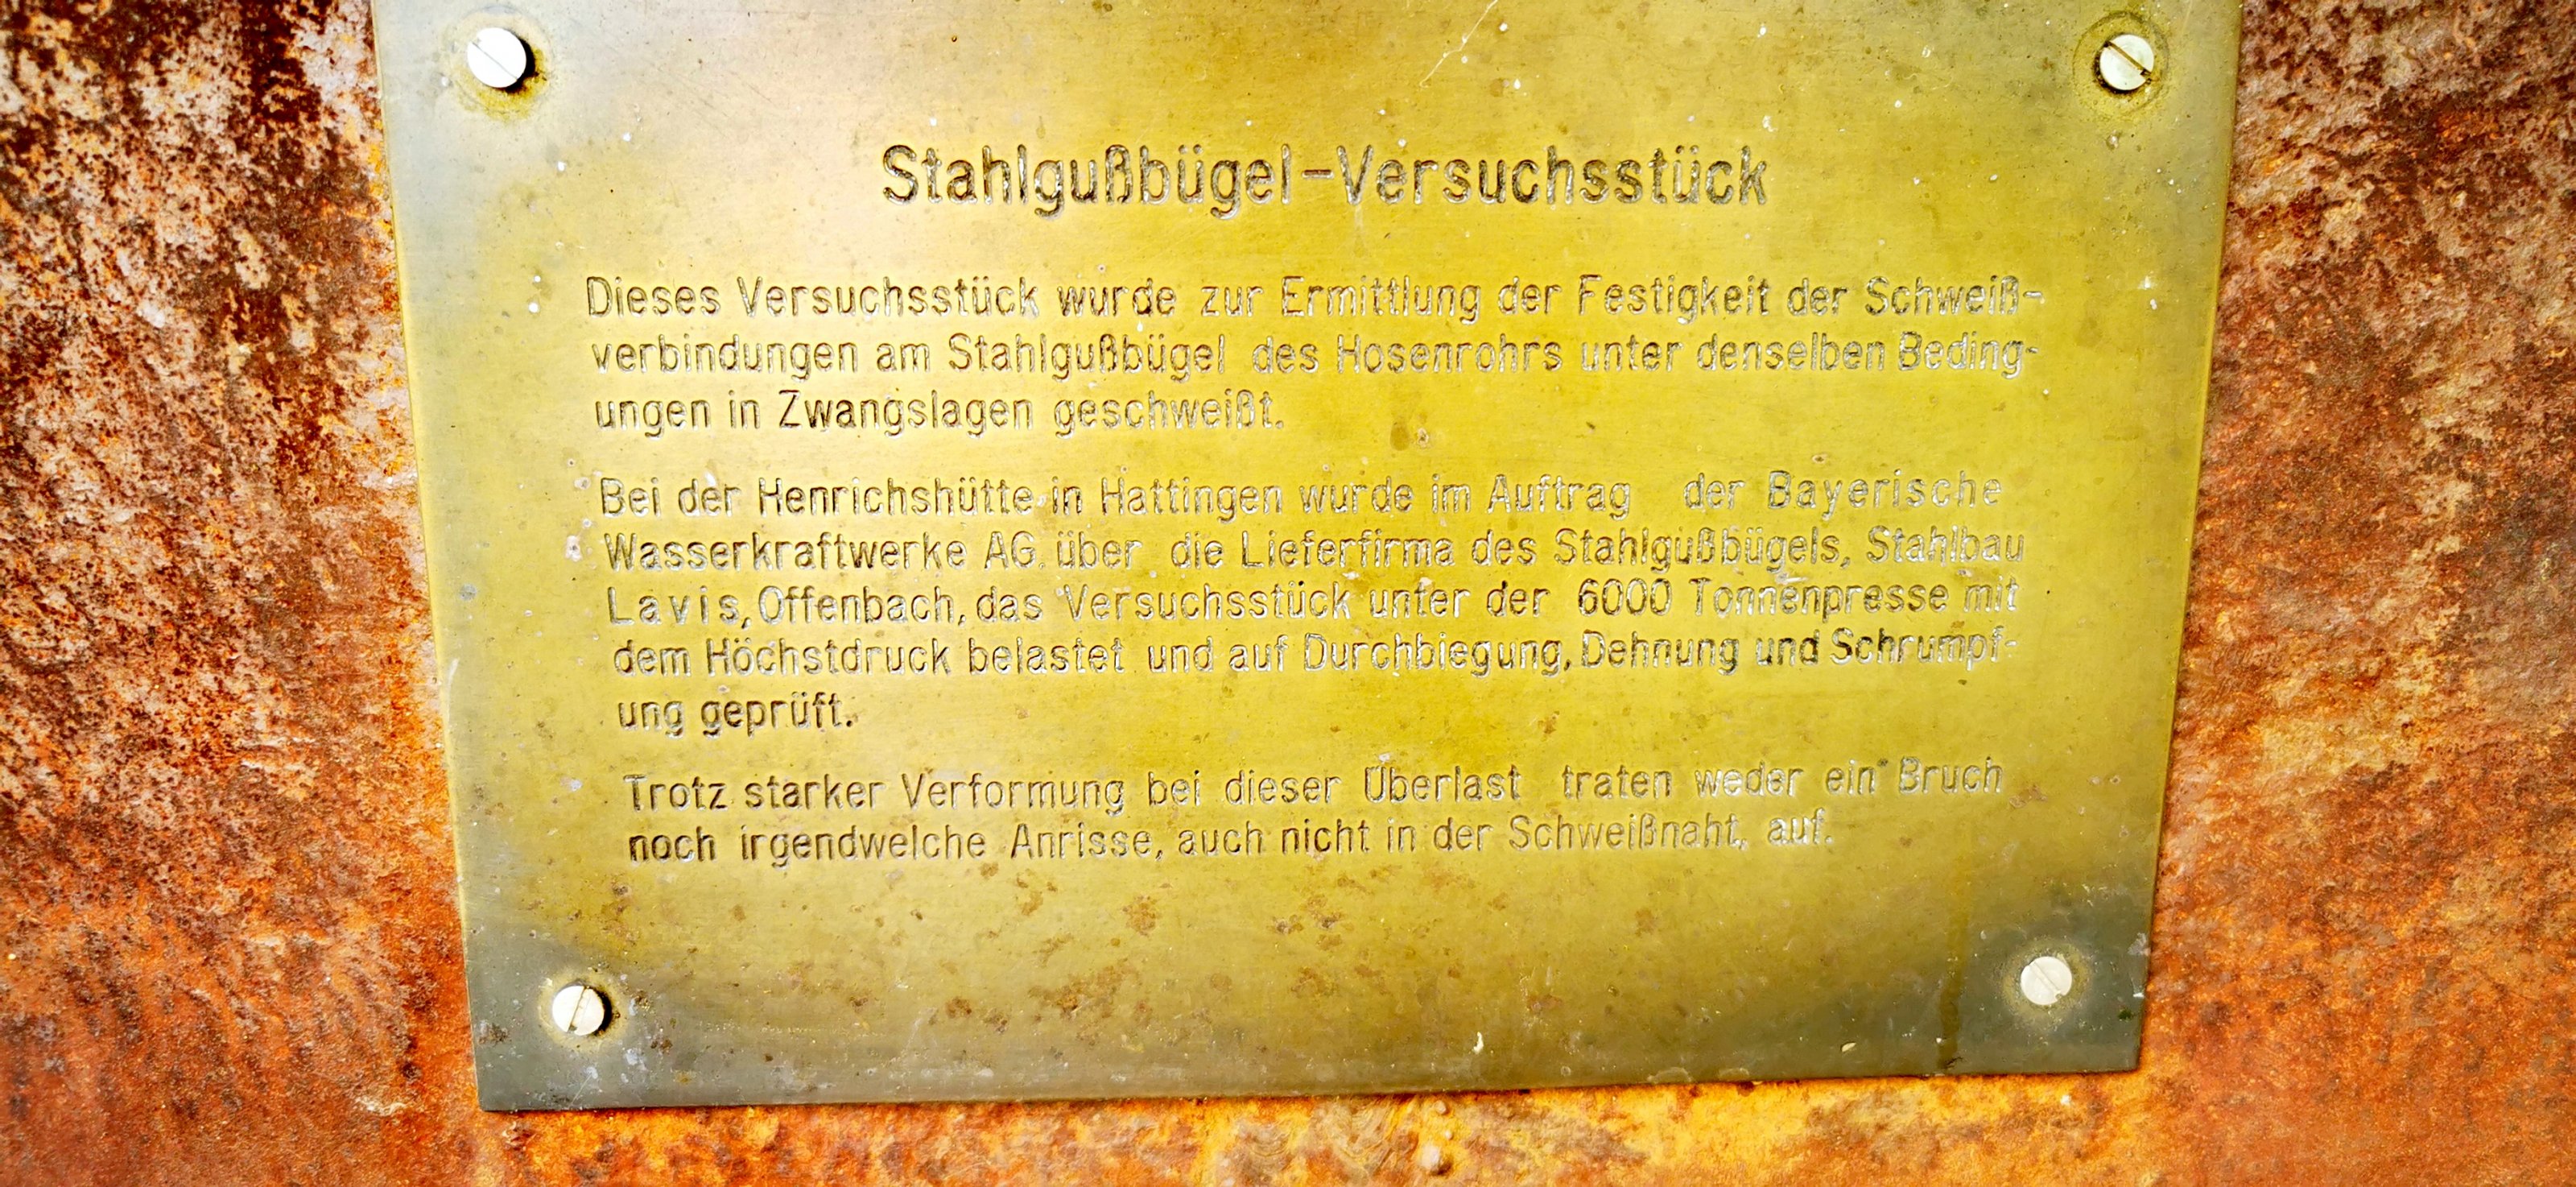 Stahlgußbügel-Versuchsstück
Dieses Versuchsstück wurde zur Ermittlung der Festigkeit der Schweiß-
verbindungen am Stahlgußbügel des Hosenrohrs unter denselben Beding-
ungen in Zwangslagen geschweißt.
Bei der Henrichshütte in Hattingen wurde im Auftrag der Bayerische
Wasserkraftwerke AG. über die Lieferfirma des Stahlgußbügels, Stahlbau
Lavis, Offenbach, das Versuchsstück unter der 6000 Tonnenpresse mit
dem Höchstdruck belastet und auf Durchbiegung, Dehnung und Schrumpf-
ung geprüft.
Trotz starker Verformung bei dieser Überlast traten weder ein Bruch
noch irgendwelche Anrisse, auch nicht in der Schweißnaht, auf.